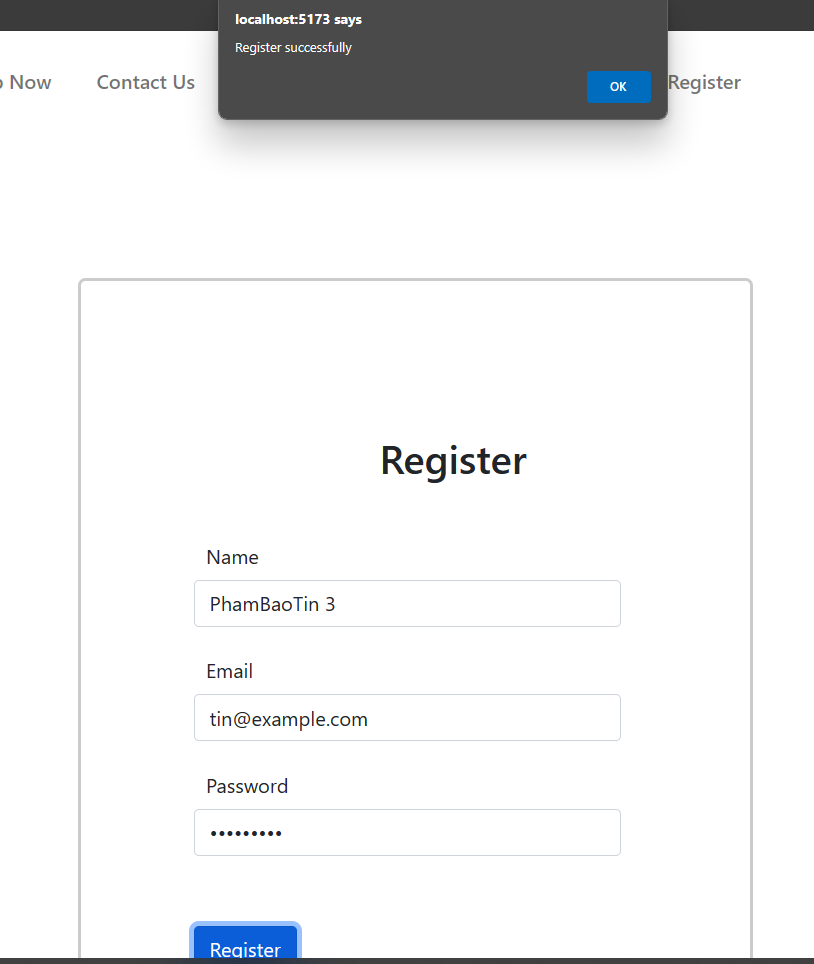 localhost:5173 says
Register successfully
OK
Now Contact Us Register
Register
Name
PhamBaoTin 3
Email
tin@example.com
Password
•••••••••
Register